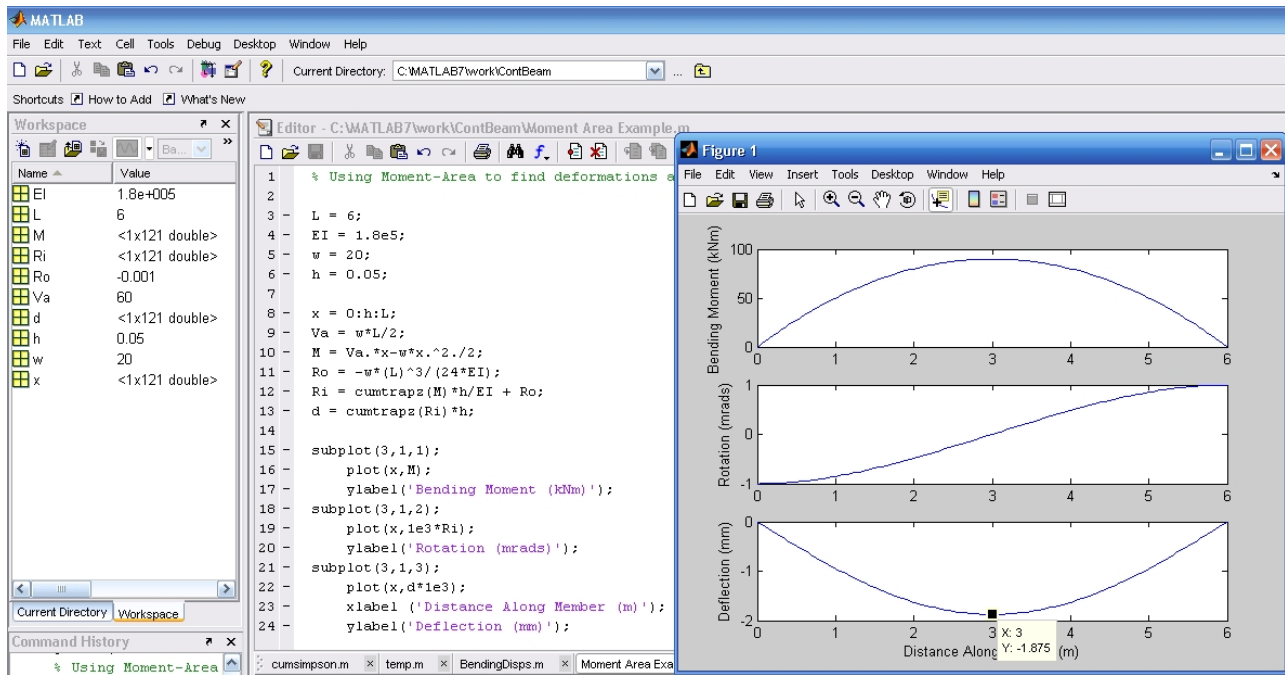 MATLAB
File Edit Text Cell Tools Debug Desktop Window Help
Current Directory: C:\MATLAB7\work\ContBeam ...
Shortcuts How to Add What's New
Workspace
Ba...
Name Value
EI 1.8e+005
L 6
M <1x121 double>
Ri <1x121 double>
Ro -0.001
Va 60
d <1x121 double>
h 0.05
w 20
x <1x121 double>
Current Directory Workspace
Command History
% Using Moment-Area
Editor - C:\MATLAB7\work\ContBeam\Moment Area Example.m
1 % Using Moment-Area to find deformations a
2
3 - L = 6;
4 - EI = 1.8e5;
5 - w = 20;
6 - h = 0.05;
7
8 - x = 0:h:L;
9 - Va = w*L/2;
10 - M = Va.*x-w*x.^2./2;
11 - Ro = -w*(L)^3/(24*EI);
12 - Ri = cumtrapz(M)*h/EI + Ro;
13 - d = cumtrapz(Ri)*h;
14
15 - subplot(3,1,1);
16 - plot(x,M);
17 - ylabel('Bending Moment (kNm)');
18 - subplot(3,1,2);
19 - plot(x,1e3*Ri);
20 - ylabel('Rotation (mrads)');
21 - subplot(3,1,3);
22 - plot(x,d*1e3);
23 - xlabel ('Distance Along Member (m)');
24 - ylabel('Deflection (mm)');
cumsimpson.m temp.m BendingDisps.m Moment Area Exa
Figure 1
File Edit View Insert Tools Desktop Window Help
Bending Moment (kNm)
100
50
0
0 1 2 3 4 5 6
Rotation (mrads)
1
0
-1
0 1 2 3 4 5 6
Deflection (mm)
0
-1
-2
0 1 2 3 4 5 6
X: 3
Y: -1.875
Distance Along (m)